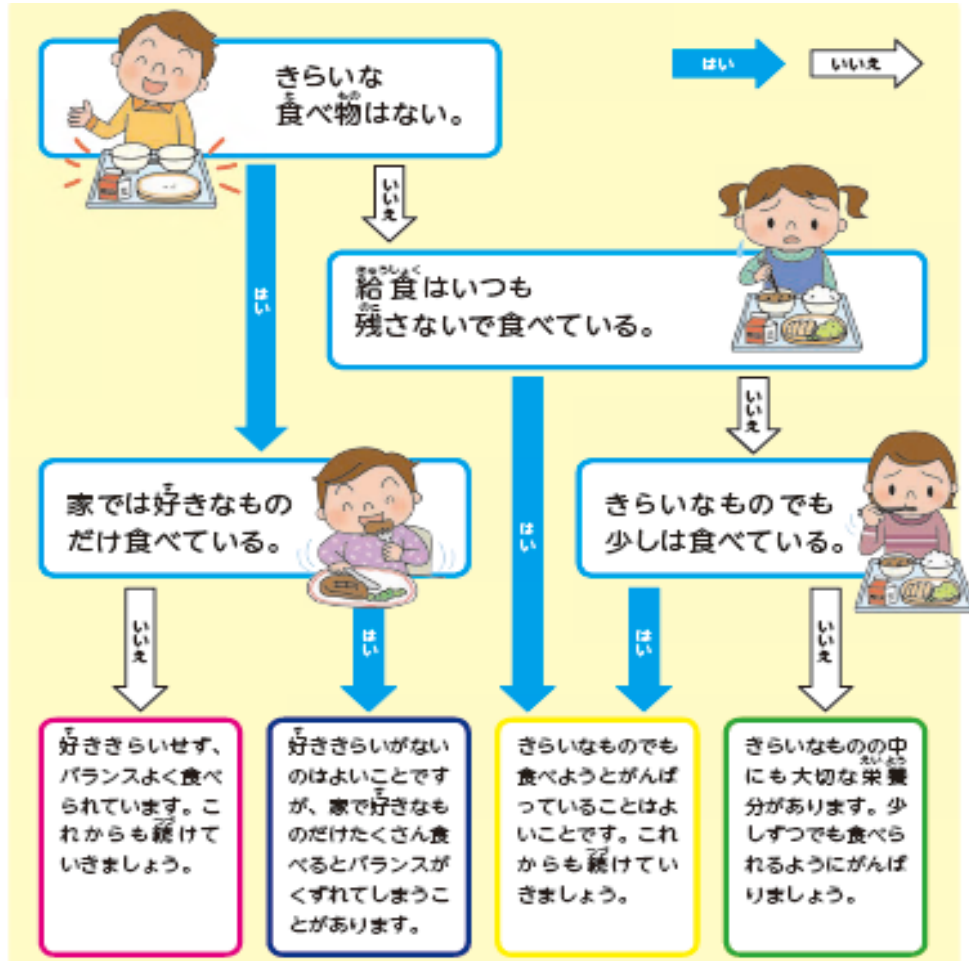 きらいな
食べ物はない。
はい
いいえ
はい
いいえ
給食はいつも
残さないで食べている。
はい
いいえ
家では好きなもの
だけ食べている。
きらいなものでも
少しは食べている。
いいえ
はい
はい
いいえ
好ききらいせず、
バランスよく食べ
られています。こ
れからも続けて
いきましょう。
好ききらいがない
のはよいことです
が、家で好きなも
のだけたくさん食
べるとバランスが
くずれてしまうこ
とがあります。
きらいなものでも
食べようとがんば
っていることはよ
いことです。これ
からも続けてい
きましょう。
きらいなものの中
にも大切な栄養
分があります。少
しずつでも食べら
れるようにがんば
りましょう。